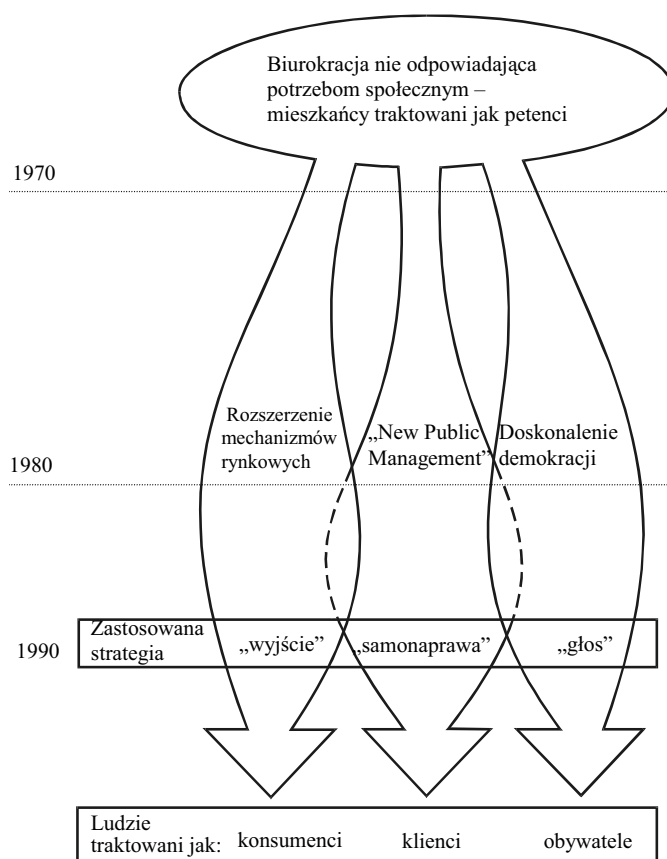 Biurokracja nie odpowiadająca
potrzebom społecznym –
mieszkańcy traktowani jak petenci
1970
Rozszerzenie
mechanizmów
rynkowych
„New Public
Management”
Doskonalenie
demokracji
1980
Zastosowana
strategia
„wyjście”
„samonaprawa”
„głos”
1990
Ludzie
traktowani jak:
konsumenci
klienci
obywatele